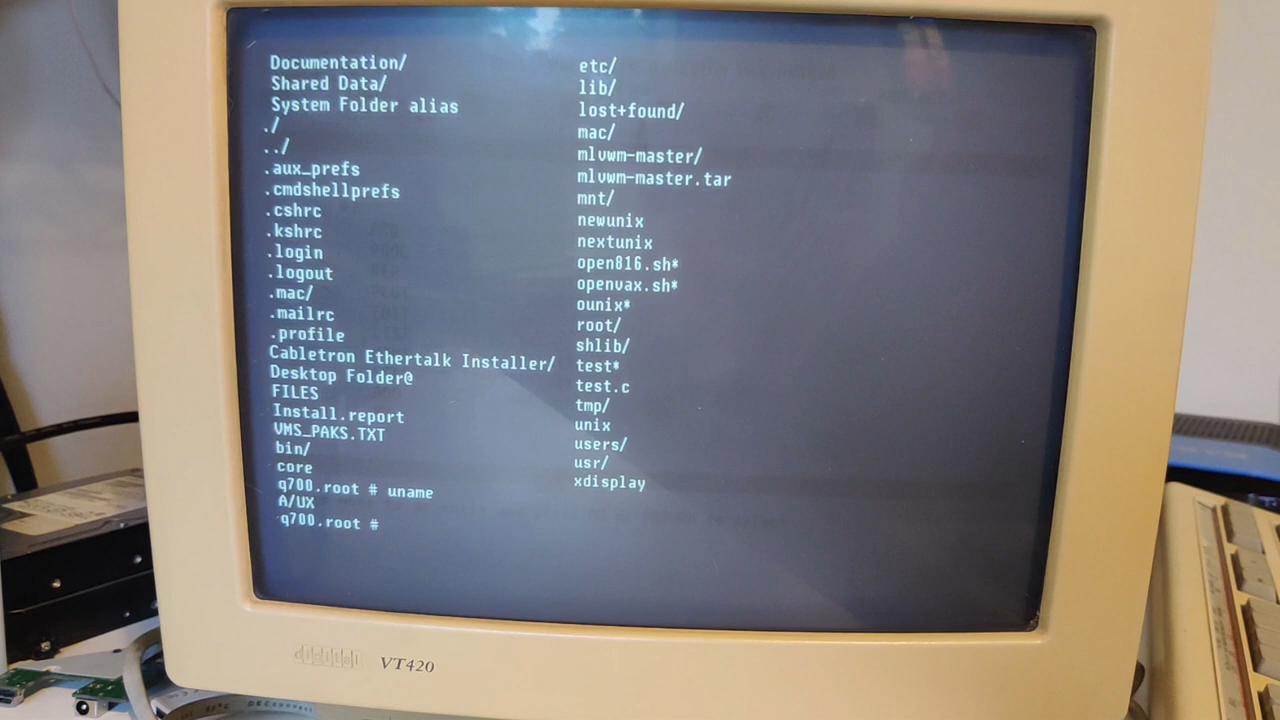 Documentation/
Shared Data/
System Folder alias
./
../
.aux_prefs
.cmdshellprefs
.cshrc
.kshrc
.login
.logout
.mac/
.mailrc
.profile
Cabletron Ethertalk Installer/
Desktop Folder@
FILES
Install.report
VMS_PAKS.TXT
bin/
core
etc/
lib/
lost+found/
mac/
mlvwm-master/
mlvwm-master.tar
mnt/
newunix
nextunix
open816.sh*
openvax.sh*
ounix*
root/
shlib/
test*
test.c
tmp/
unix
users/
usr/
xdisplay
q700.root # uname
A/UX
q700.root #
digital VT420